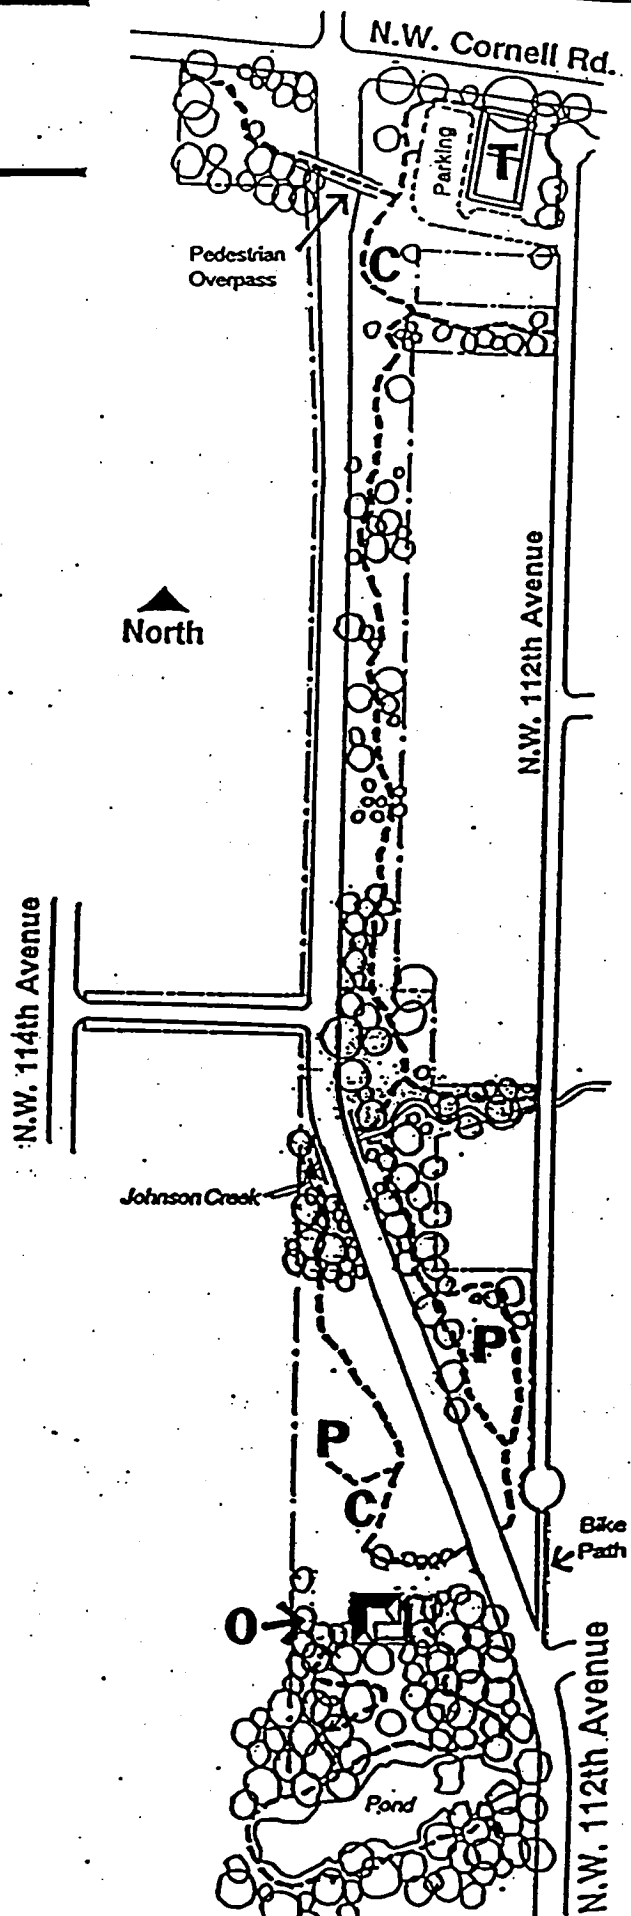 N.W. Cornell Rd.
Parking
T
Pedestrian
Overpass
C
N.W. 112th Avenue
North
N.W. 114th Avenue
Johnson Creek
P
P
C
Bike
Path
O
N.W. 112th Avenue
Pond